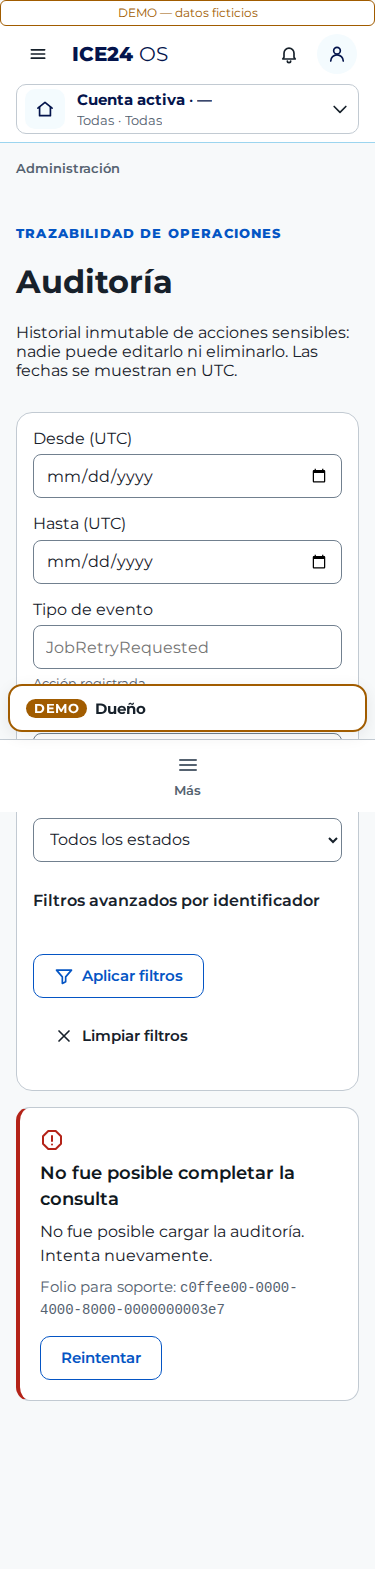 DEMO — datos ficticios
ICE24 OS
Cuenta activa · —
Todas · Todas
Administración
TRAZABILIDAD DE OPERACIONES
Auditoría
Historial inmutable de acciones sensibles:
nadie puede editarlo ni eliminarlo. Las
fechas se muestran en UTC.
Desde (UTC)
mm/dd/yyyy
Hasta (UTC)
mm/dd/yyyy
Tipo de evento
JobRetryRequested
Acción registrada
DEMO Dueño
Más
Todos los estados
Filtros avanzados por identificador
Aplicar filtros
Limpiar filtros
No fue posible completar la
consulta
No fue posible cargar la auditoría.
Intenta nuevamente.
Folio para soporte: c0ffee00-0000-
4000-8000-0000000003e7
Reintentar